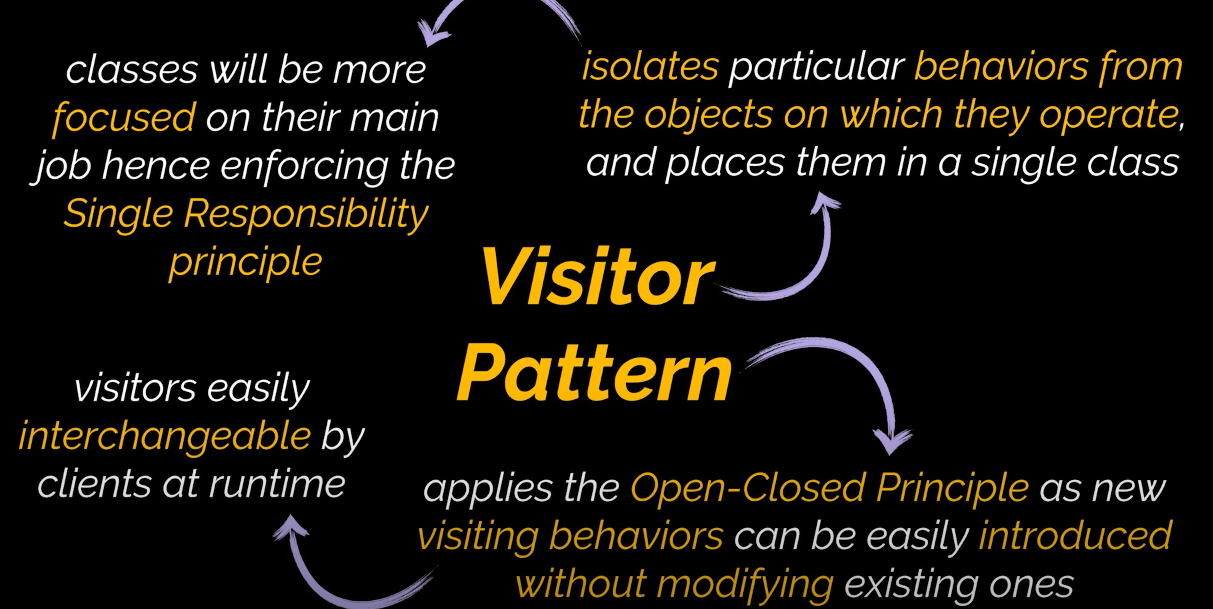 classes will be more
focused on their main
job hence enforcing the
Single Responsibility
principle
isolates particular behaviors from
the objects on which they operate,
and places them in a single class
Visitor
Pattern
visitors easily
interchangeable by
clients at runtime
applies the Open-Closed Principle as new
visiting behaviors can be easily introduced
without modifying existing ones